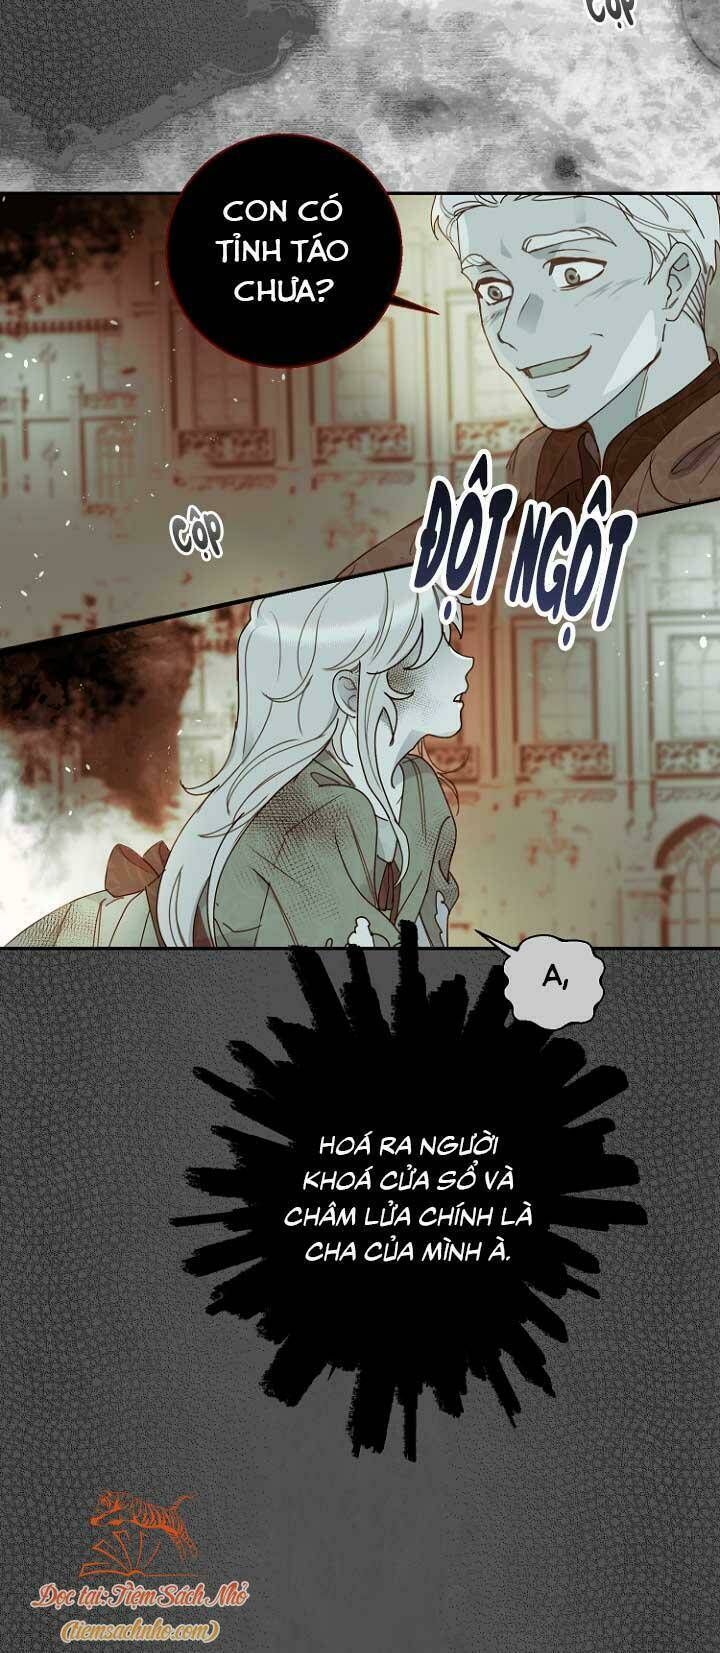 CỘP
CON CÓ
TỈNH TÁO
CHƯA?
CỘP
ĐỘT NGỘT
A,
HOÁ RA NGƯỜI
KHOÁ CỬA SỔ VÀ
CHÂM LỬA CHÍNH LÀ
CHA CỦA MÌNH À.
Đọc tại: Tiệm Sách Nhỏ
(tiemsachnho.com)